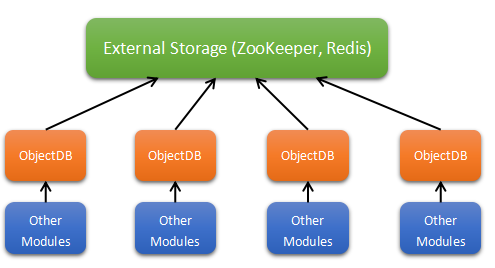 External Storage (ZooKeeper, Redis)
ObjectDB
ObjectDB
ObjectDB
ObjectDB
Other
Modules
Other
Modules
Other
Modules
Other
Modules